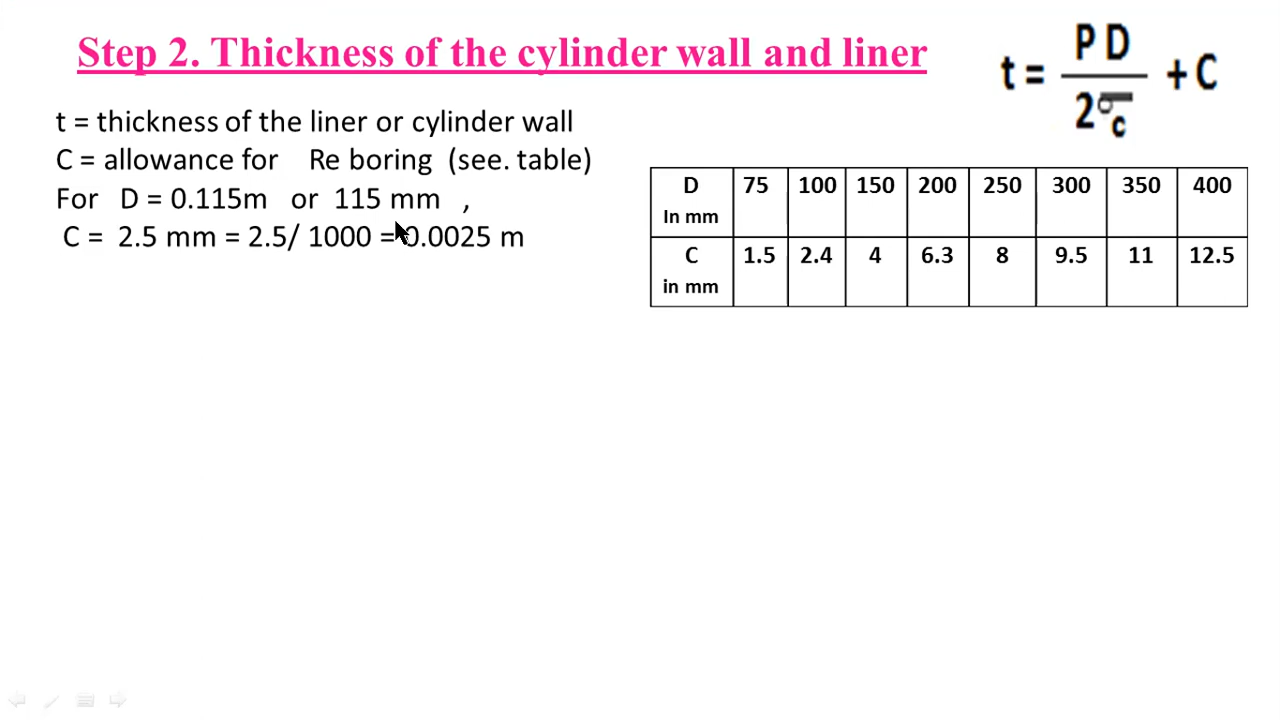 Step 2. Thickness of the cylinder wall and liner
t = P D / 2σc + C
t = thickness of the liner or cylinder wall
C = allowance for Re boring (see. table)
For D = 0.115m or 115 mm ,
C = 2.5 mm = 2.5/ 1000 = 0.0025 m
D In mm 75 100 150 200 250 300 350 400
C in mm 1.5 2.4 4 6.3 8 9.5 11 12.5